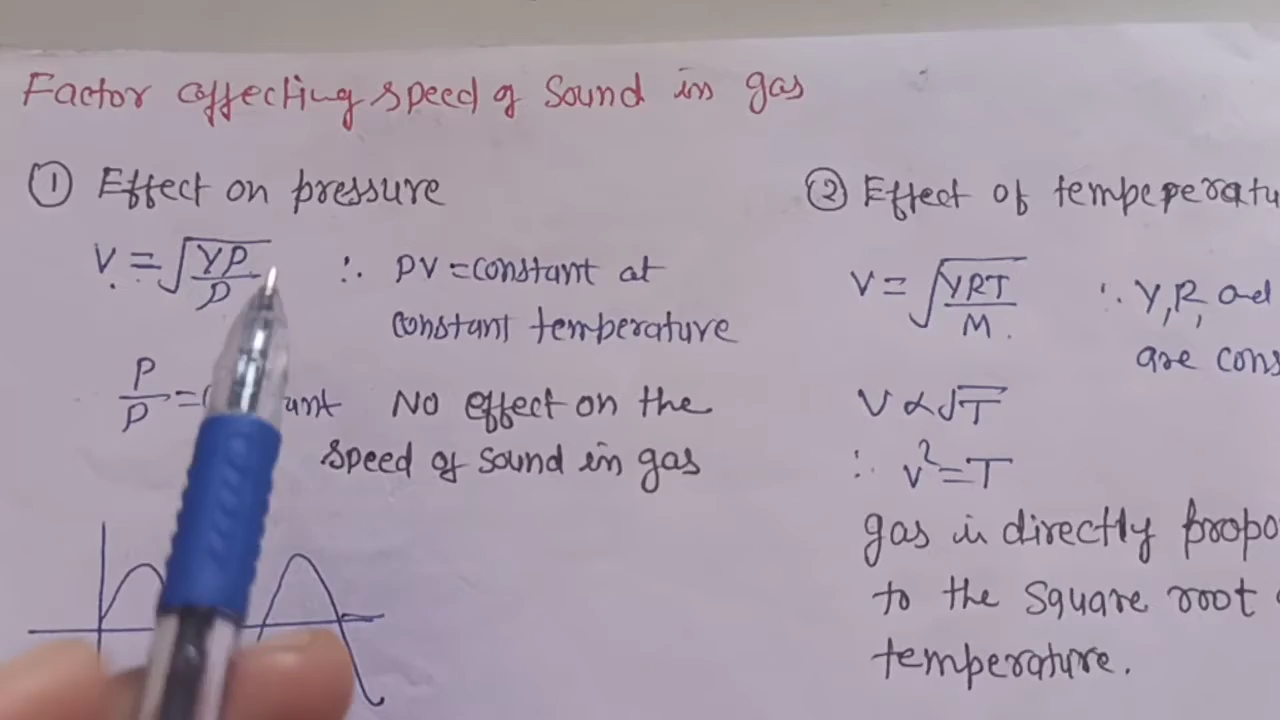 Factor affecting speed of Sound in gas
① Effect on pressure
V = √(γP/ρ) ∴ PV = constant at
constant temperature
P/ρ = No effect on the
speed of sound in gas
② Effect of tempeperatu
V = √(γRT/M) ∵ γ, R, and
are cons
V ∝ √T
∴ v² = T
gas is directly propo
to the square root
temperature.